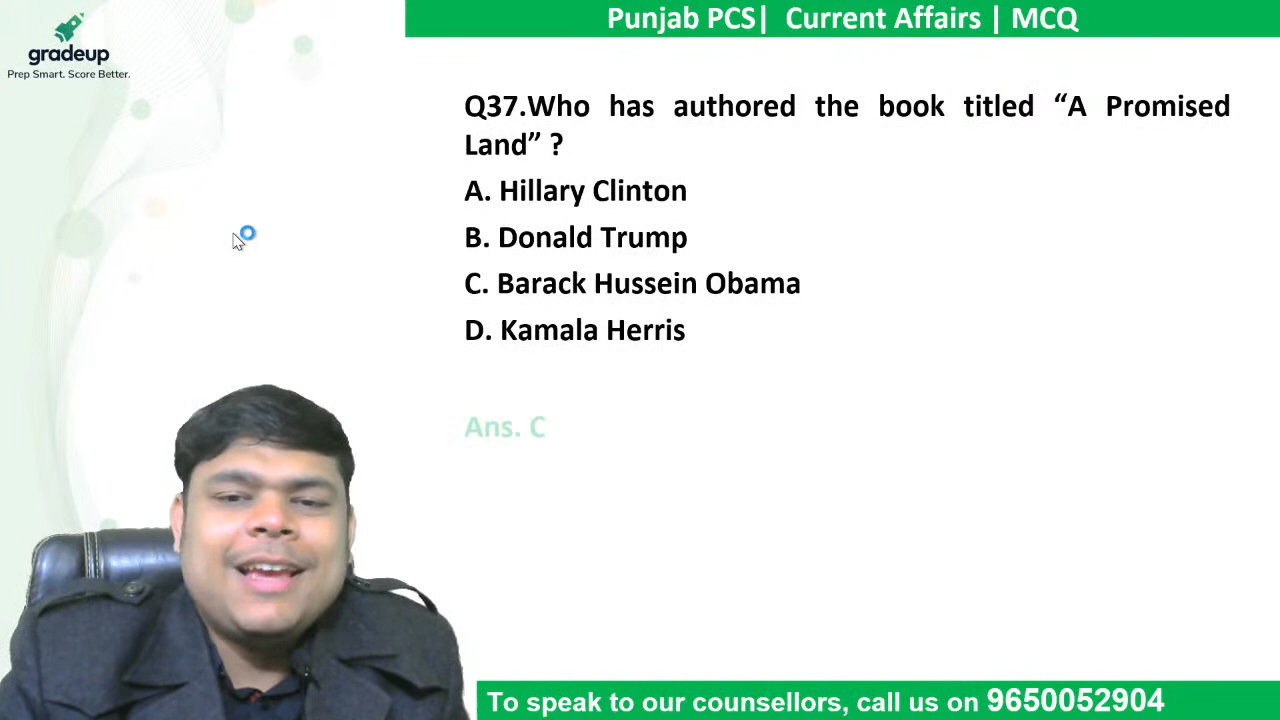 gradeup
Prep Smart. Score Better.
Punjab PCS| Current Affairs | MCQ
Q37.Who has authored the book titled “A Promised
Land” ?
A. Hillary Clinton
B. Donald Trump
C. Barack Hussein Obama
D. Kamala Herris
Ans. C
To speak to our counsellors, call us on 9650052904